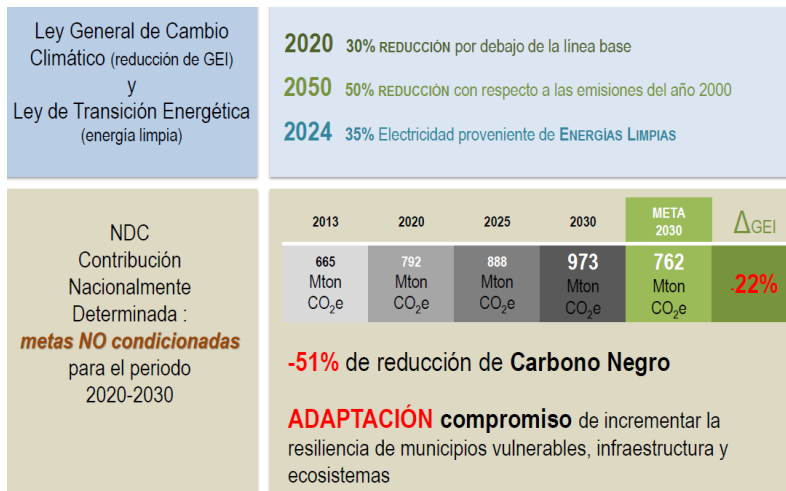 Ley General de Cambio
Climático (reducción de GEI)
y
Ley de Transición Energética
(energía limpia)
2020 30% REDUCCIÓN por debajo de la línea base
2050 50% REDUCCIÓN con respecto a las emisiones del año 2000
2024 35% Electricidad proveniente de ENERGÍAS LIMPIAS
NDC
Contribución
Nacionalmente
Determinada :
metas NO condicionadas
para el periodo
2020-2030
2013 2020 2025 2030 META 2030 ΔGEI
665 792 888 973 762 -22%
Mton Mton Mton Mton Mton
CO₂e CO₂e CO₂e CO₂e CO₂e
-51% de reducción de Carbono Negro
ADAPTACIÓN compromiso de incrementar la
resiliencia de municipios vulnerables, infraestructura y
ecosistemas